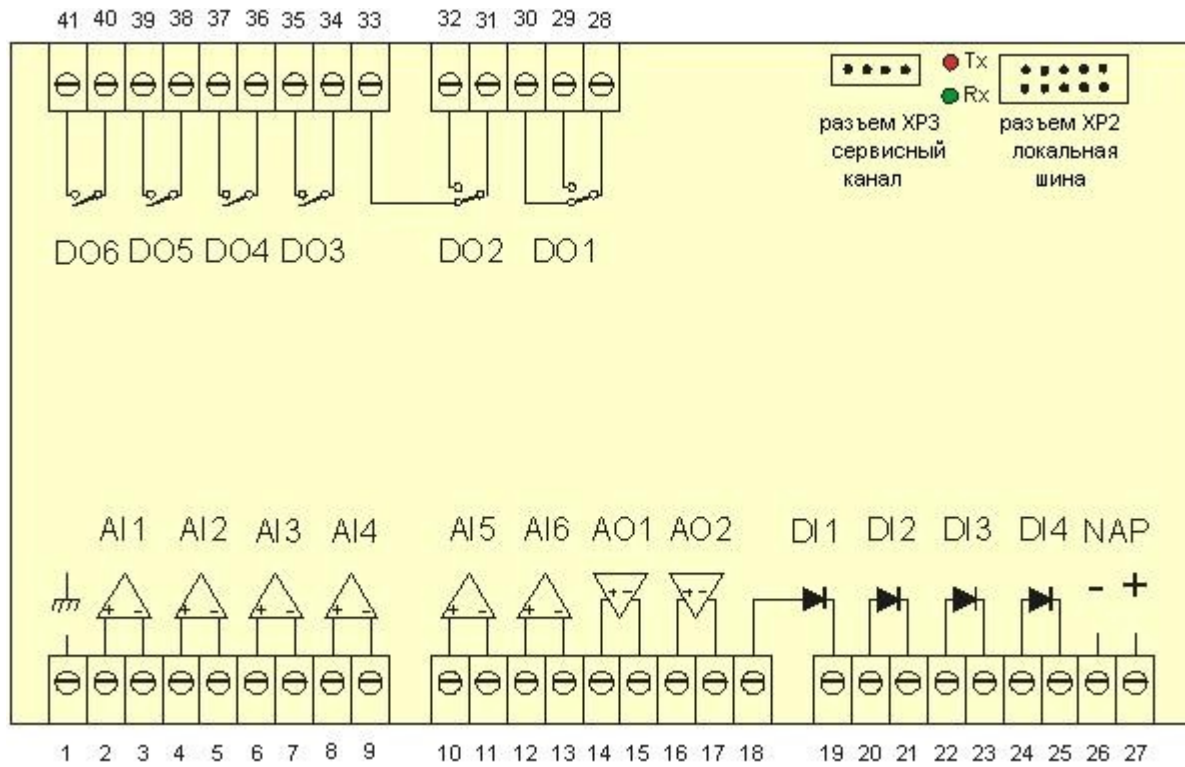 41 40 39 38 37 36 35 34 33 32 31 30 29 28
Tx
Rx
разъем XP3
сервисный
канал
разъем XP2
локальная
шина
DO6 DO5 DO4 DO3 DO2 DO1
AI1 AI2 AI3 AI4 AI5 AI6 AO1 AO2 DI1 DI2 DI3 DI4 NAP
+ - + - + - + - + - + - + - + - - +
1 2 3 4 5 6 7 8 9 10 11 12 13 14 15 16 17 18 19 20 21 22 23 24 25 26 27